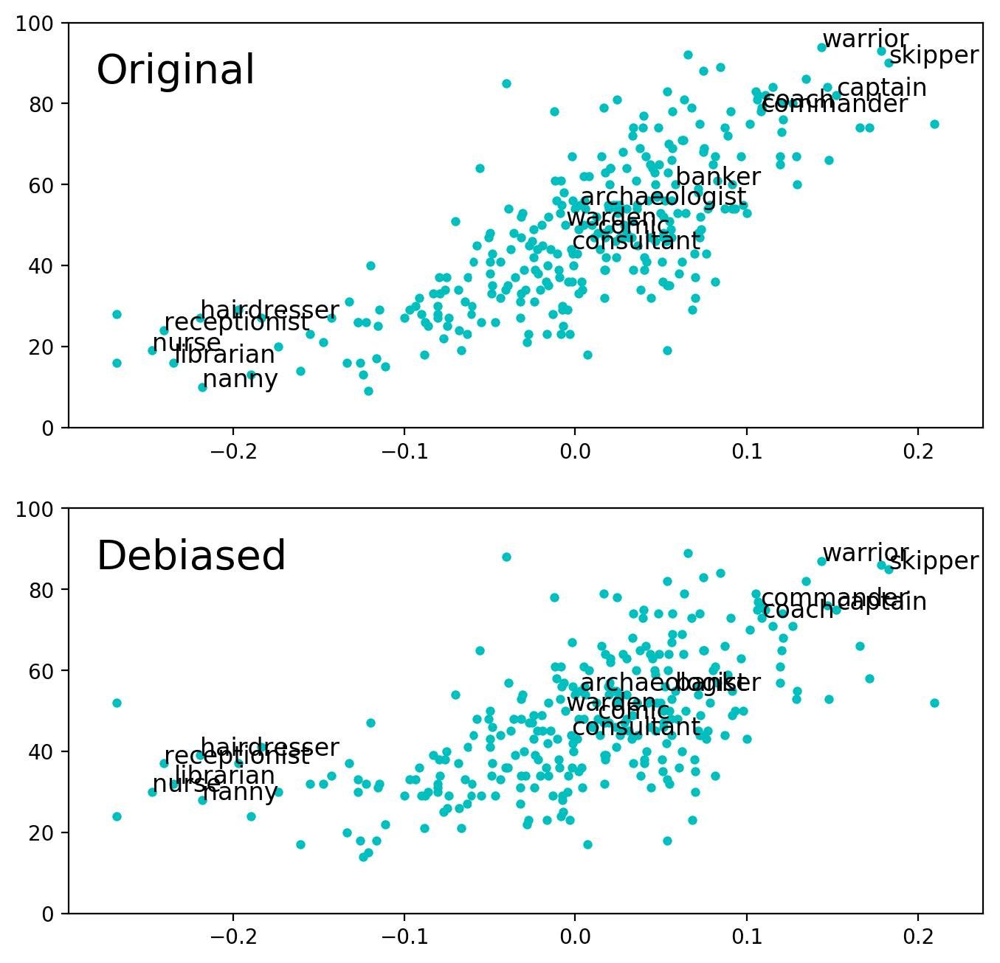 100
Original
warrior
skipper
80
captain
coach
commander
60
banker
archaeologist
warden
comic
consultant
40
hairdresser
receptionist
nurse
librarian
20
nanny
0
−0.2 −0.1 0.0 0.1 0.2
100
Debiased
warrior
skipper
80
commander
captain
coach
60
archaeologist
banker
warden
comic
consultant
40
hairdresser
receptionist
librarian
nurse
nanny
20
0
−0.2 −0.1 0.0 0.1 0.2